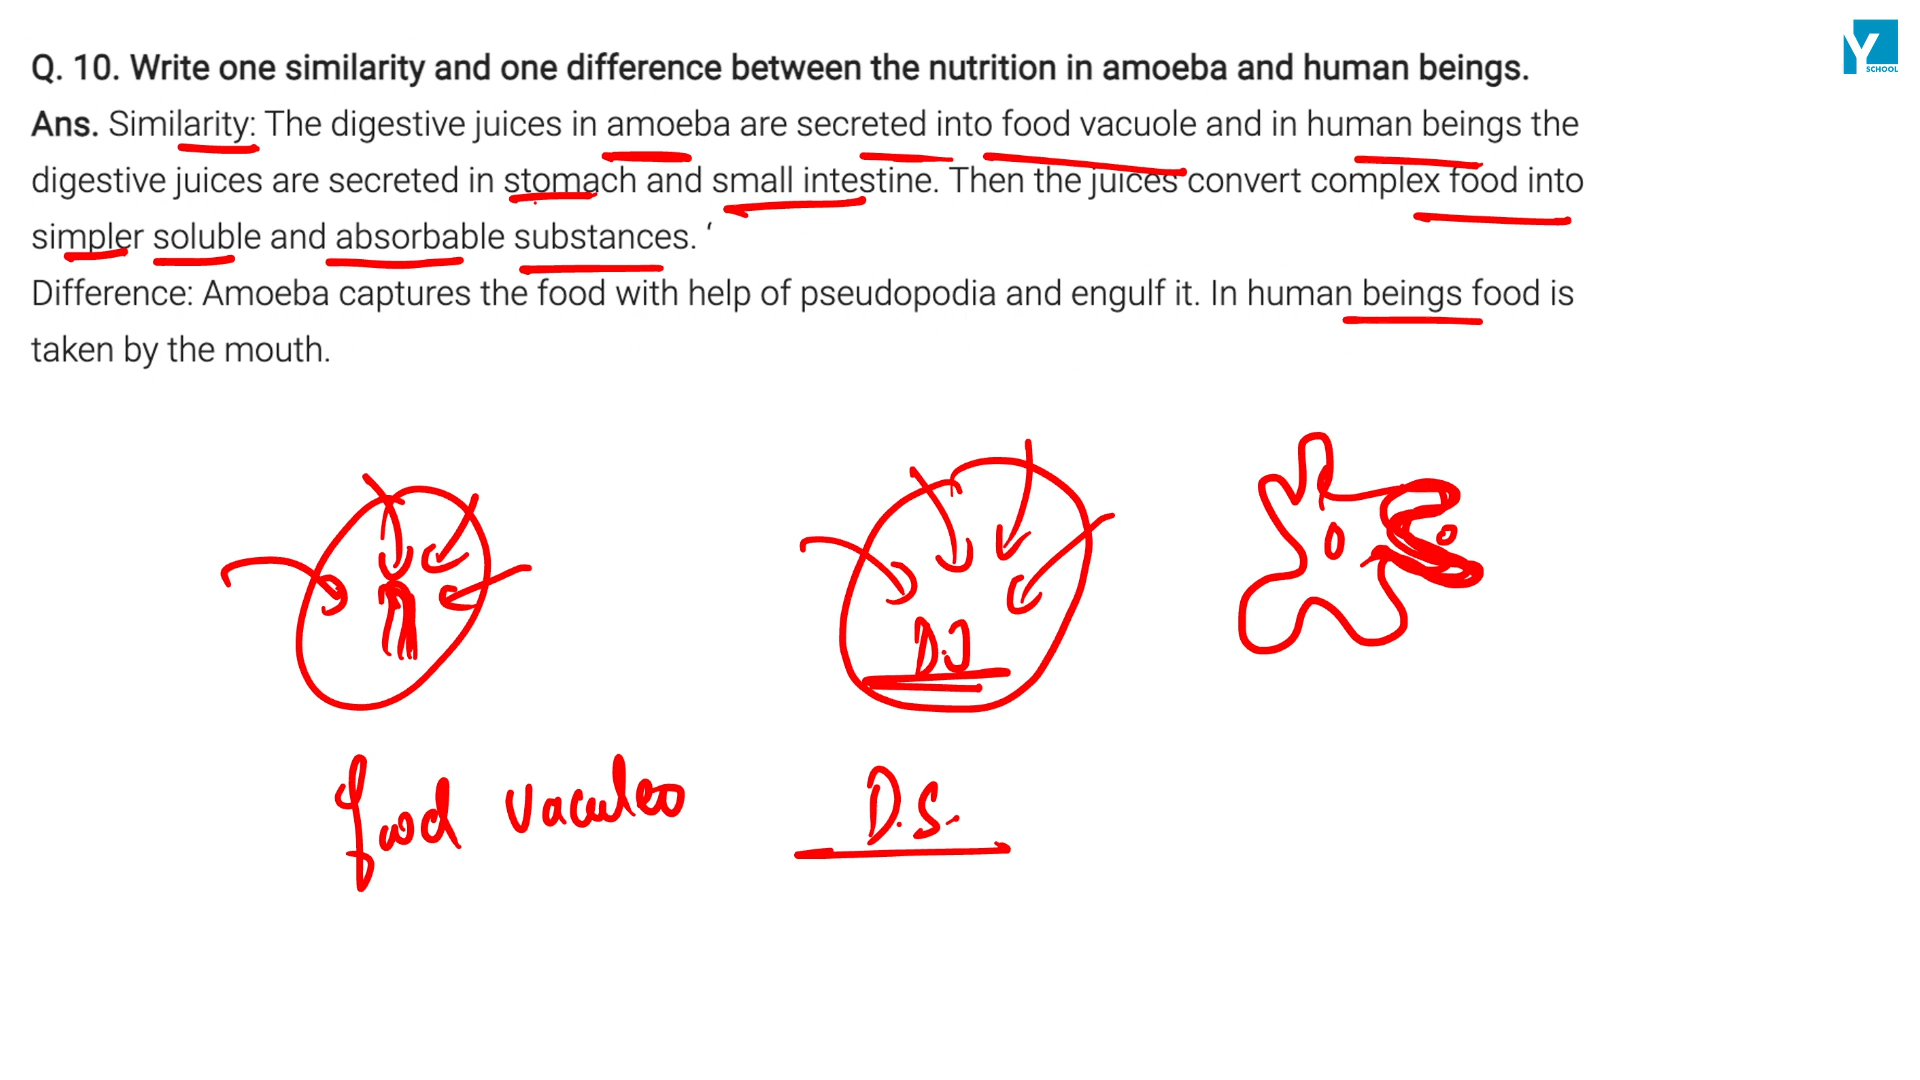 Y
SCHOOL
Q. 10. Write one similarity and one difference between the nutrition in amoeba and human beings.
Ans. Similarity: The digestive juices in amoeba are secreted into food vacuole and in human beings the
digestive juices are secreted in stomach and small intestine. Then the juices convert complex food into
simpler soluble and absorbable substances. ‘
Difference: Amoeba captures the food with help of pseudopodia and engulf it. In human beings food is
taken by the mouth.
D.J
food vaculeo D.S.